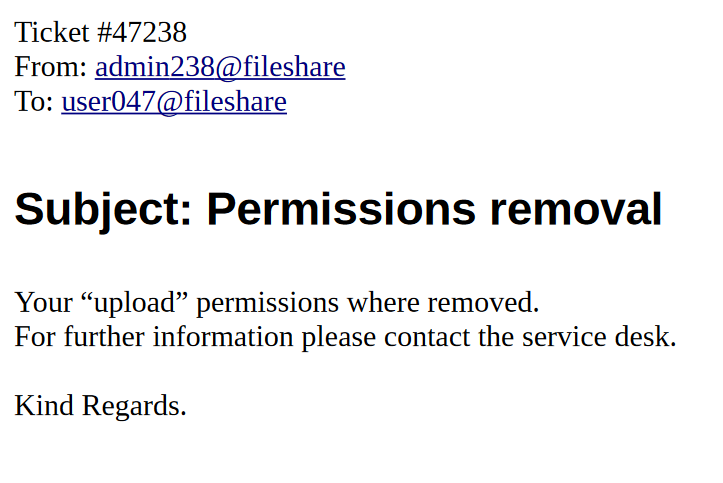 Ticket #47238
From: admin238@fileshare
To: user047@fileshare
Subject: Permissions removal
Your “upload” permissions where removed.
For further information please contact the service desk.
Kind Regards.